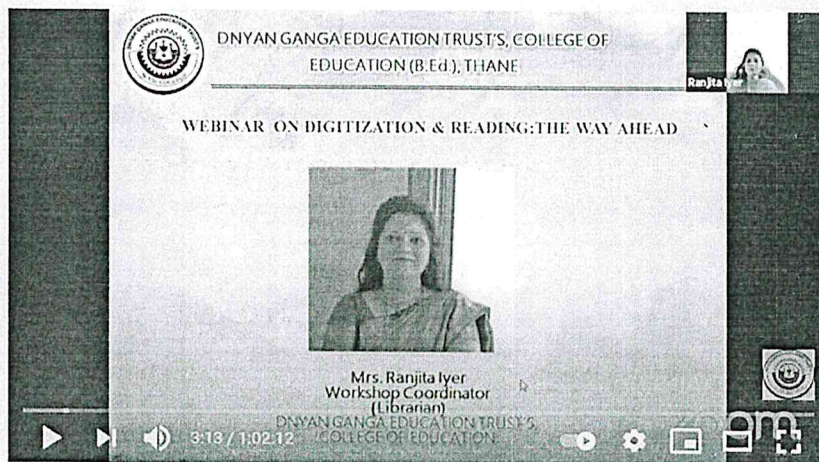 DNYAN GANGA EDUCATION TRUST'S, COLLEGE OF
EDUCATION (B.Ed.), THANE
Ranjita Iyer
WEBINAR ON DIGITIZATION & READING:THE WAY AHEAD
Mrs. Ranjita Iyer
Workshop Coordinator
(Librarian)
DNYAN GANGA EDUCATION TRUST'S,
COLLEGE OF EDUCATION
3:13 / 1:02:12
zoom